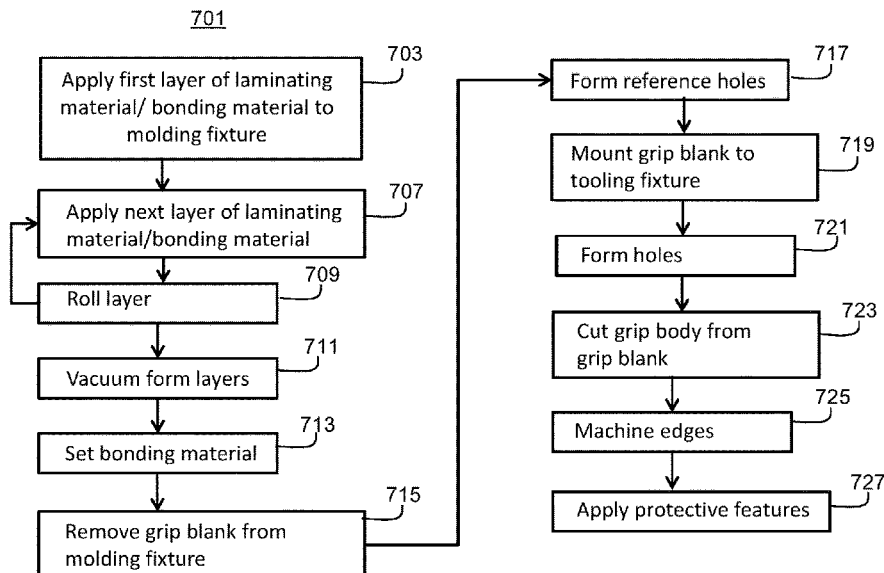 701
703
Apply first layer of laminating
material/ bonding material to
molding fixture
707
Apply next layer of laminating
material/bonding material
709
Roll layer
711
Vacuum form layers
713
Set bonding material
715
Remove grip blank from
molding fixture
717
Form reference holes
719
Mount grip blank to
tooling fixture
721
Form holes
723
Cut grip body from
grip blank
725
Machine edges
727
Apply protective features